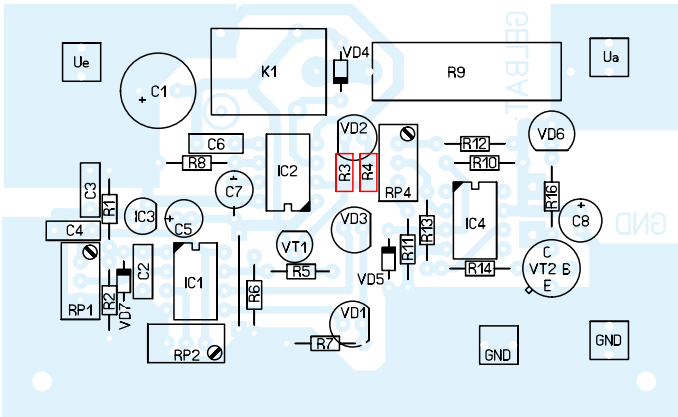 GELBAT
Ue
C1
K1
VD4
R9
Ua
VD2
VD6
C6
R12
R8
IC2
R3
R4
RP4
R10
C3
C7
R1
IC3
C5
R16
C8
GND
C4
VD3
R13
IC4
VT1
R11
C
C2
IC1
R5
VD5
R14
VT2 B
E
RP1
R2
VD7
R6
VD1
RP2
R7
GND
GND